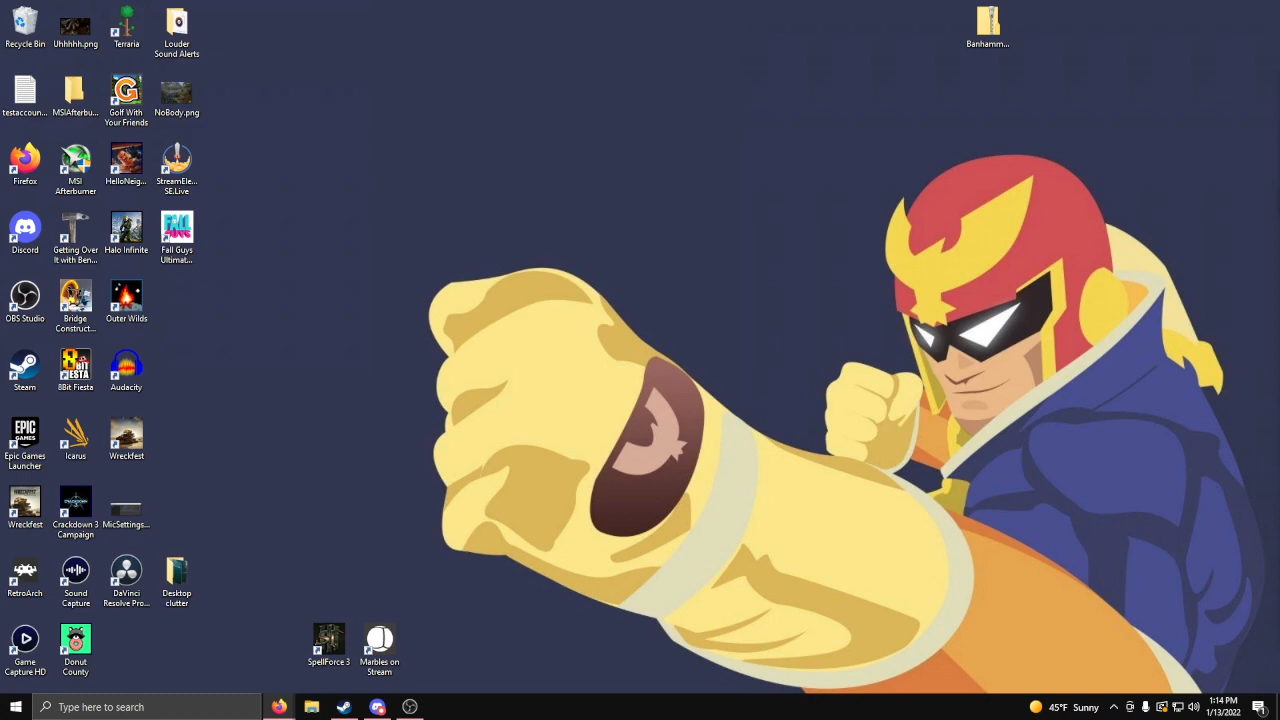 Recycle Bin
Uhhhhh.png
Terraria
Louder
Sound Alerts
Banhamm...
testaccoun...
MSIAfterbu...
Golf With
Your Friends
NoBody.png
Firefox
MSI
Afterburner
HelloNeig...
StreamEle...
SE.Live
Discord
Getting Over
It with Ben...
Halo Infinite
FALL
Fall Guys
Ultimat...
OBS Studio
Bridge
Construct...
Outer Wilds
Steam
8Bit Fiesta
Audacity
EPIC
GAMES
Epic Games
Launcher
Icarus
Wreckfest
Wreckfest
Crackdown 3
Campaign
MicSettings...
RetroArch
Sound
Capture
DaVinci
Resolve Pro...
Desktop
clutter
Game
Capture HD
Donut
County
SpellForce 3
Marbles on
Stream
Type here to search
45°F Sunny
1:14 PM
1/13/2022
1